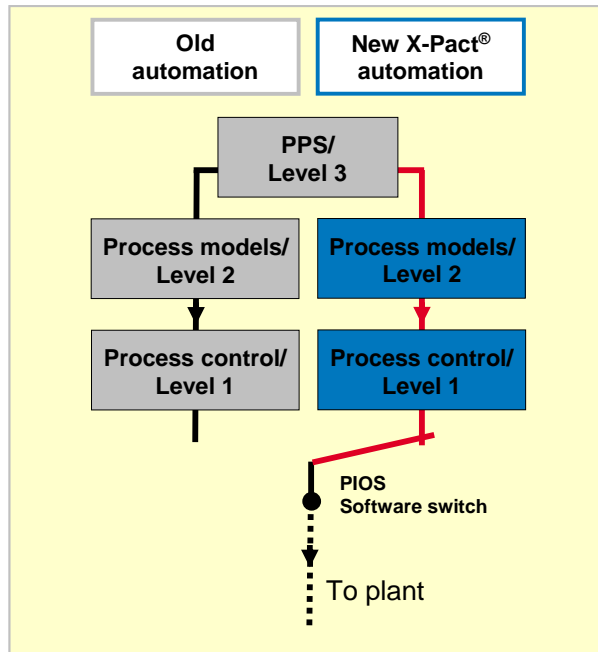 Old
automation
New X-Pact®
automation
PPS/
Level 3
Process models/
Level 2
Process models/
Level 2
Process control/
Level 1
Process control/
Level 1
PIOS
Software switch
To plant